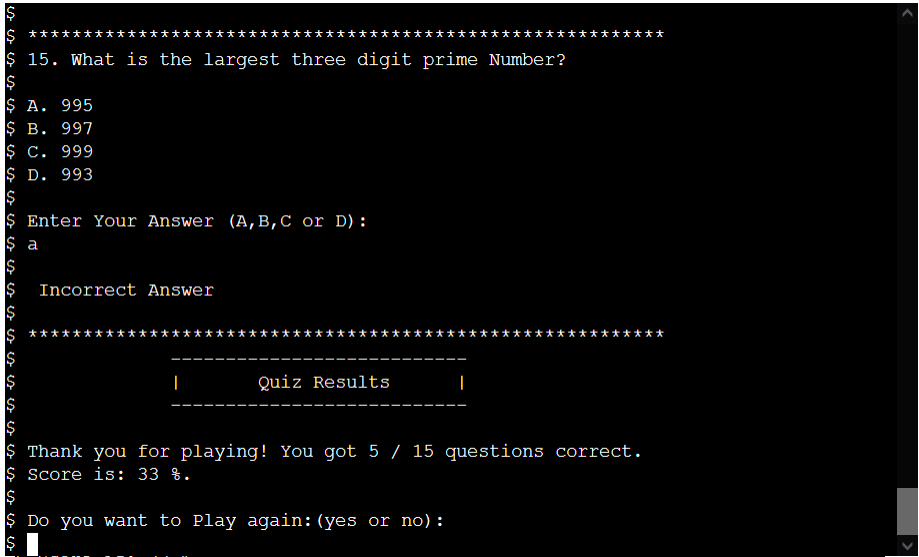 $
$ **********************************************************
$ 15. What is the largest three digit prime Number?
$
$ A. 995
$ B. 997
$ C. 999
$ D. 993
$
$ Enter Your Answer (A,B,C or D):
$ a
$
$  Incorrect Answer
$
$ **********************************************************
$              ---------------------------
$              |       Quiz Results      |
$              ---------------------------
$
$ Thank you for playing! You got 5 / 15 questions correct.
$ Score is: 33 %.
$
$ Do you want to Play again:(yes or no):
$